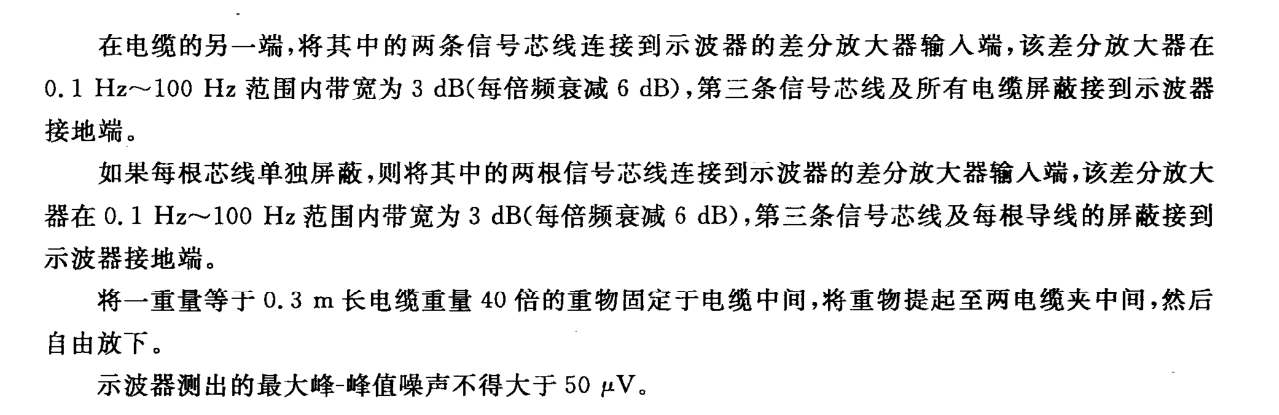 在电缆的另一端,将其中的两条信号芯线连接到示波器的差分放大器输入端,该差分放大器在
0.1 Hz～100 Hz 范围内带宽为 3 dB(每倍频衰减 6 dB),第三条信号芯线及所有电缆屏蔽接到示波器
接地端。
如果每根芯线单独屏蔽,则将其中的两根信号芯线连接到示波器的差分放大器输入端,该差分放大
器在 0.1 Hz～100 Hz 范围内带宽为 3 dB(每倍频衰减 6 dB),第三条信号芯线及每根导线的屏蔽接到
示波器接地端。
将一重量等于 0.3 m 长电缆重量 40 倍的重物固定于电缆中间,将重物提起至两电缆夹中间,然后
自由放下。
示波器测出的最大峰-峰值噪声不得大于 50 μV。